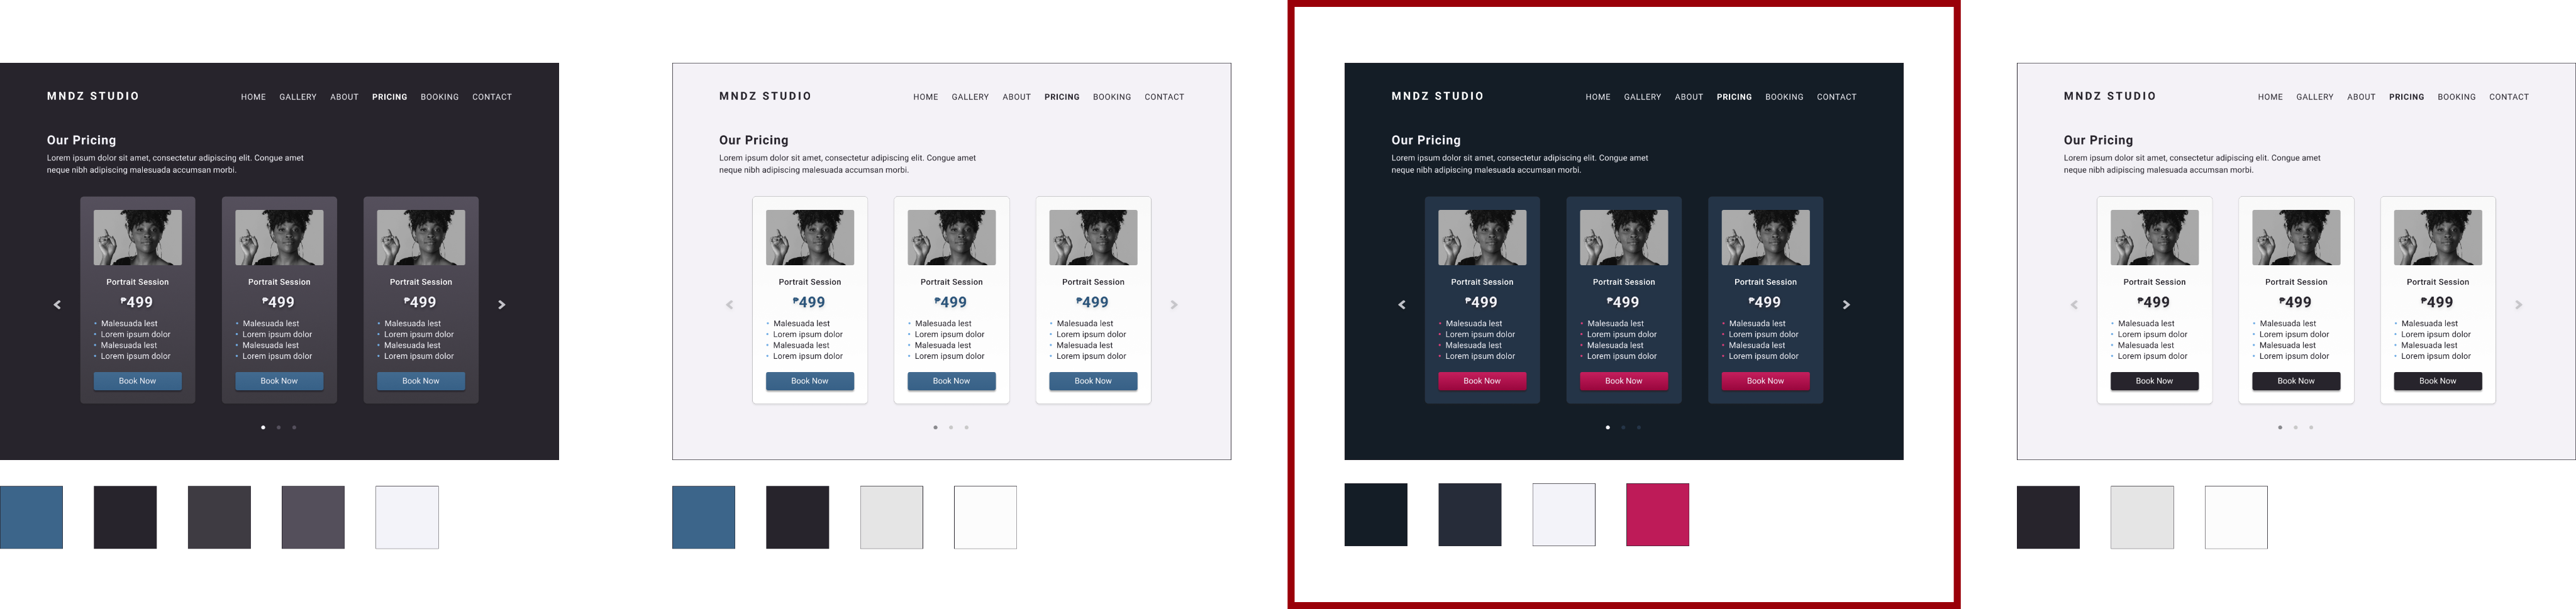 MNDZ STUDIO
HOME GALLERY ABOUT PRICING BOOKING CONTACT
Our Pricing
Lorem ipsum dolor sit amet, consectetur adipiscing elit. Congue amet
neque nibh adipiscing malesuada accumsan morbi.
Portrait Session Portrait Session Portrait Session
₱499 ₱499 ₱499
• Malesuada lest • Malesuada lest • Malesuada lest
• Lorem ipsum dolor • Lorem ipsum dolor • Lorem ipsum dolor
• Malesuada lest • Malesuada lest • Malesuada lest
• Lorem ipsum dolor • Lorem ipsum dolor • Lorem ipsum dolor
Book Now Book Now Book Now
MNDZ STUDIO
HOME GALLERY ABOUT PRICING BOOKING CONTACT
Our Pricing
Lorem ipsum dolor sit amet, consectetur adipiscing elit. Congue amet
neque nibh adipiscing malesuada accumsan morbi.
Portrait Session Portrait Session Portrait Session
₱499 ₱499 ₱499
• Malesuada lest • Malesuada lest • Malesuada lest
• Lorem ipsum dolor • Lorem ipsum dolor • Lorem ipsum dolor
• Malesuada lest • Malesuada lest • Malesuada lest
• Lorem ipsum dolor • Lorem ipsum dolor • Lorem ipsum dolor
Book Now Book Now Book Now
MNDZ STUDIO
HOME GALLERY ABOUT PRICING BOOKING CONTACT
Our Pricing
Lorem ipsum dolor sit amet, consectetur adipiscing elit. Congue amet
neque nibh adipiscing malesuada accumsan morbi.
Portrait Session Portrait Session Portrait Session
₱499 ₱499 ₱499
• Malesuada lest • Malesuada lest • Malesuada lest
• Lorem ipsum dolor • Lorem ipsum dolor • Lorem ipsum dolor
• Malesuada lest • Malesuada lest • Malesuada lest
• Lorem ipsum dolor • Lorem ipsum dolor • Lorem ipsum dolor
Book Now Book Now Book Now
MNDZ STUDIO
HOME GALLERY ABOUT PRICING BOOKING CONTACT
Our Pricing
Lorem ipsum dolor sit amet, consectetur adipiscing elit. Congue amet
neque nibh adipiscing malesuada accumsan morbi.
Portrait Session Portrait Session Portrait Session
₱499 ₱499 ₱499
• Malesuada lest • Malesuada lest • Malesuada lest
• Lorem ipsum dolor • Lorem ipsum dolor • Lorem ipsum dolor
• Malesuada lest • Malesuada lest • Malesuada lest
• Lorem ipsum dolor • Lorem ipsum dolor • Lorem ipsum dolor
Book Now Book Now Book Now